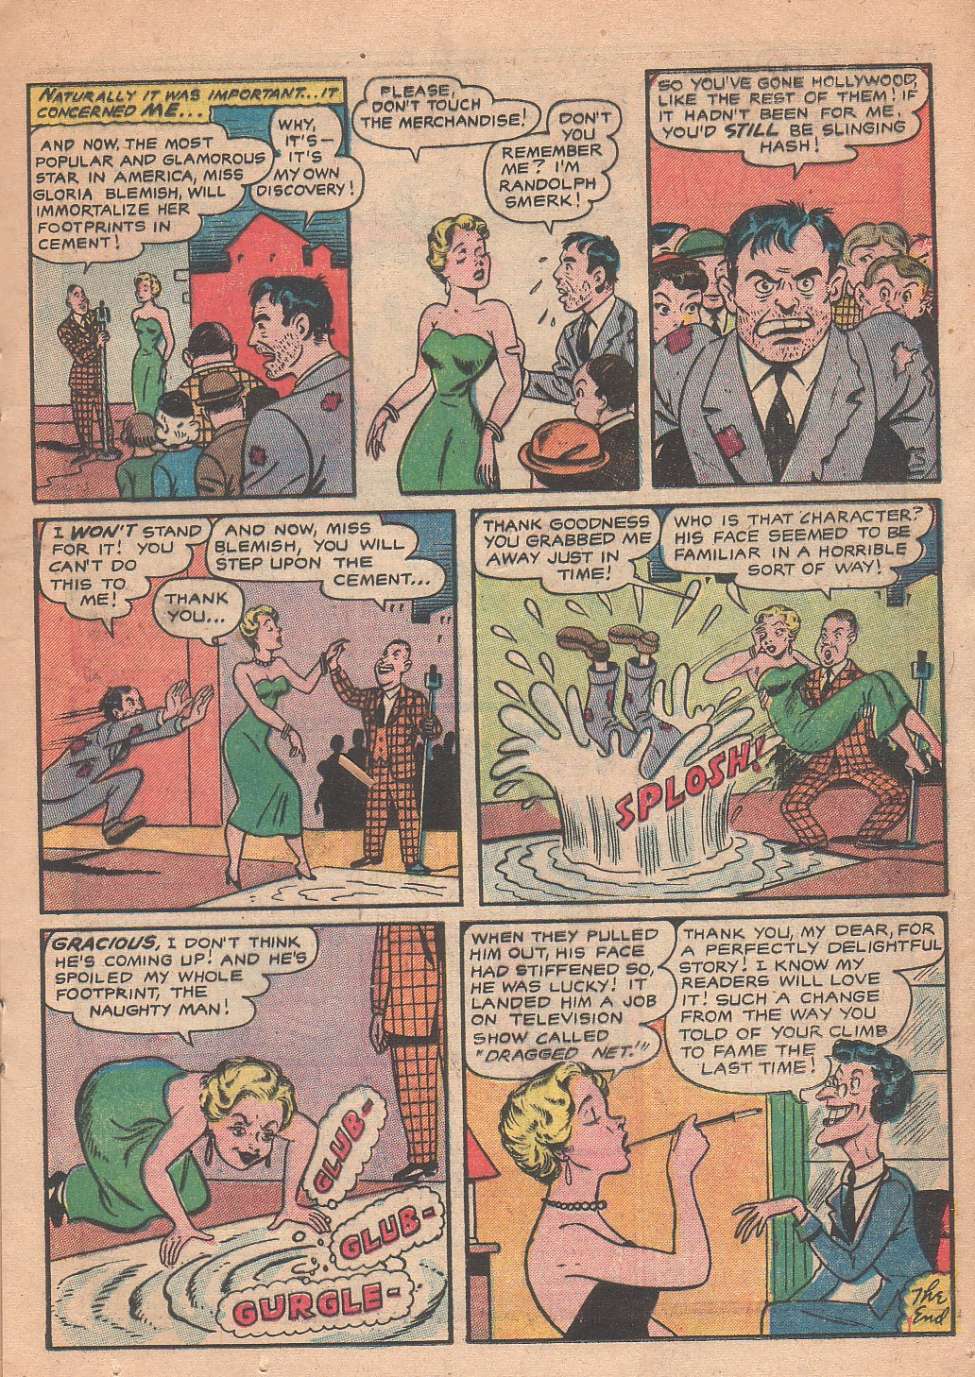 NATURALLY IT WAS IMPORTANT...IT
CONCERNED ME...
AND NOW, THE MOST
POPULAR AND GLAMOROUS
STAR IN AMERICA, MISS
GLORIA BLEMISH, WILL
IMMORTALIZE HER
FOOTPRINTS IN
CEMENT!
WHY,
IT'S-
IT'S
MY OWN
DISCOVERY!
PLEASE,
DON'T TOUCH
THE MERCHANDISE!
DON'T
YOU
REMEMBER
ME? I'M
RANDOLPH
SMERK!
SO YOU'VE GONE HOLLYWOOD,
LIKE THE REST OF THEM! IF
IT HADN'T BEEN FOR ME,
YOU'D STILL BE SLINGING
HASH!
I WON'T STAND
FOR IT! YOU
CAN'T DO
THIS TO
ME!
THANK
YOU...
AND NOW, MISS
BLEMISH, YOU WILL
STEP UPON THE
CEMENT...
THANK GOODNESS
YOU GRABBED ME
AWAY JUST IN
TIME!
WHO IS THAT CHARACTER?
HIS FACE SEEMED TO BE
FAMILIAR IN A HORRIBLE
SORT OF WAY!
SPLOSH!
GRACIOUS, I DON'T THINK
HE'S COMING UP! AND HE'S
SPOILED MY WHOLE
FOOTPRINT, THE
NAUGHTY MAN!
GLUB-
GLUB-
GURGLE-
WHEN THEY PULLED
HIM OUT, HIS FACE
HAD STIFFENED SO,
HE WAS LUCKY! IT
LANDED HIM A JOB
ON TELEVISION
SHOW CALLED
"DRAGGED NET!"
THANK YOU, MY DEAR, FOR
A PERFECTLY DELIGHTFUL
STORY! I KNOW MY
READERS WILL LOVE
IT! SUCH A CHANGE
FROM THE WAY YOU
TOLD OF YOUR CLIMB
TO FAME THE
LAST TIME!
The
End